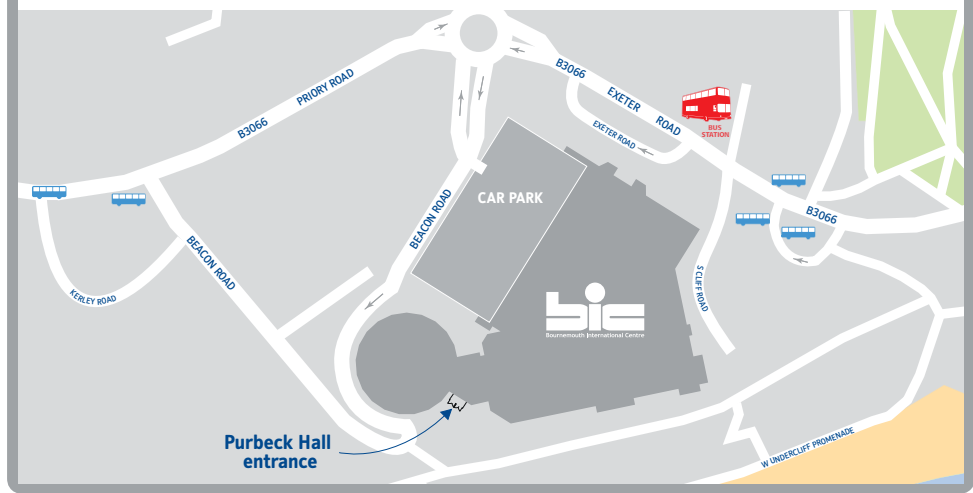 B3066
PRIORY ROAD
B3066
EXETER
ROAD
EXETER ROAD
BUS
STATION
CAR PARK
BEACON ROAD
B3066
BEACON ROAD
KERLEY ROAD
S CLIFF ROAD
bic
Bournemouth International Centre
Purbeck Hall
entrance
W UNDERCLIFF PROMENADE